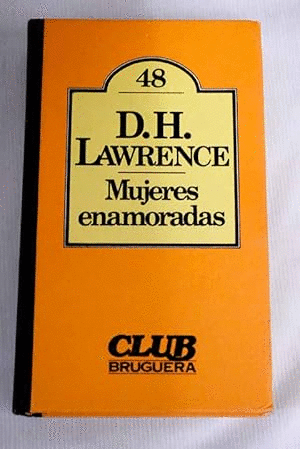 48
D.H.
LAWRENCE
Mujeres
enamoradas
CLUB
BRUGUERA